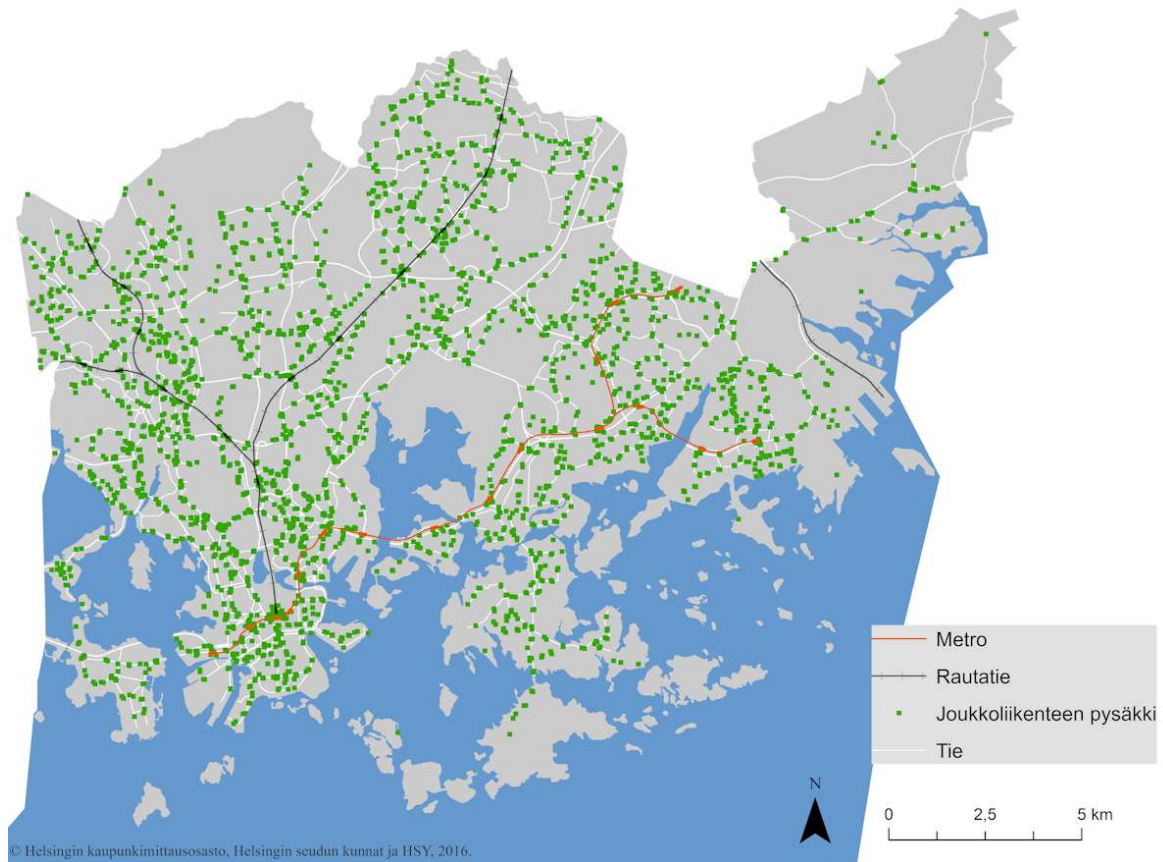 Metro
Rautatie
Joukkoliikenteen pysäkki
Tie
N
0 2,5 5 km
© Helsingin kaupunkimittausosasto, Helsingin seudun kunnat ja HSY, 2016.